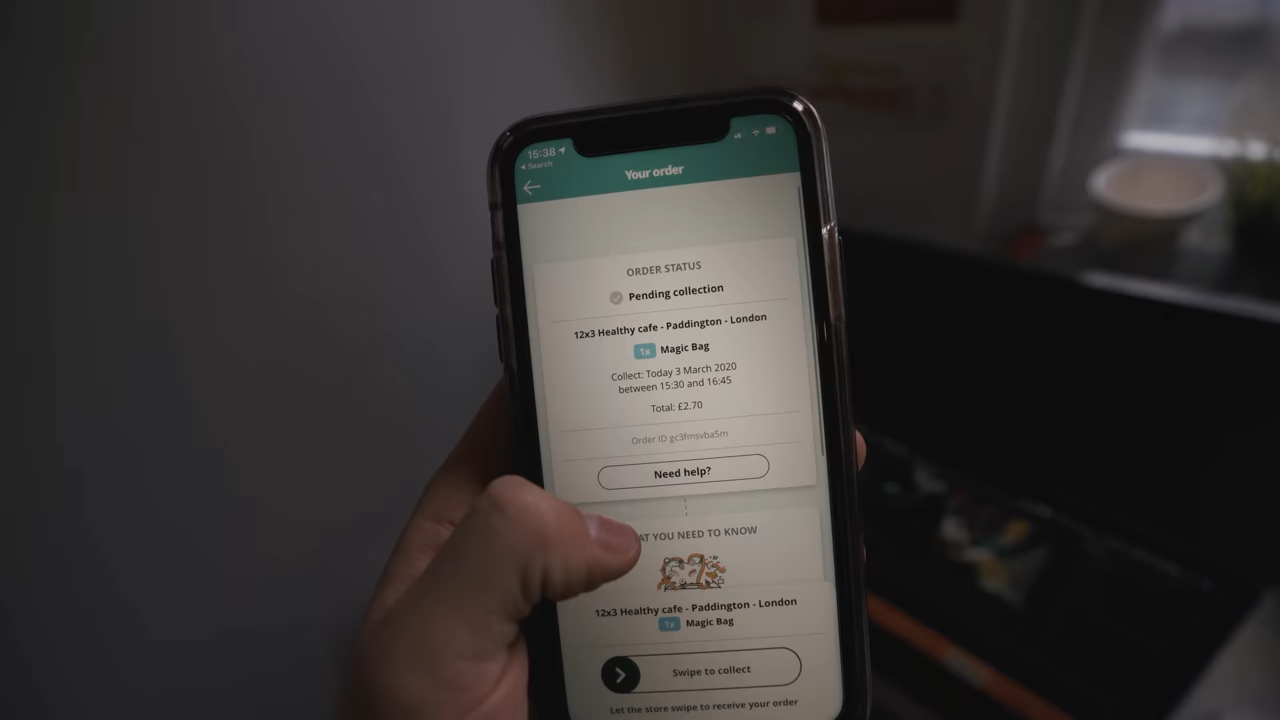 15:38
Search
Your order
ORDER STATUS
Pending collection
12x3 Healthy cafe - Paddington - London
1x Magic Bag
Collect: Today 3 March 2020
between 15:30 and 16:45
Total: £2.70
Order ID gc3fmsvba5m
Need help?
AT YOU NEED TO KNOW
12x3 Healthy cafe - Paddington - London
1x Magic Bag
Swipe to collect
Let the store swipe to receive your order